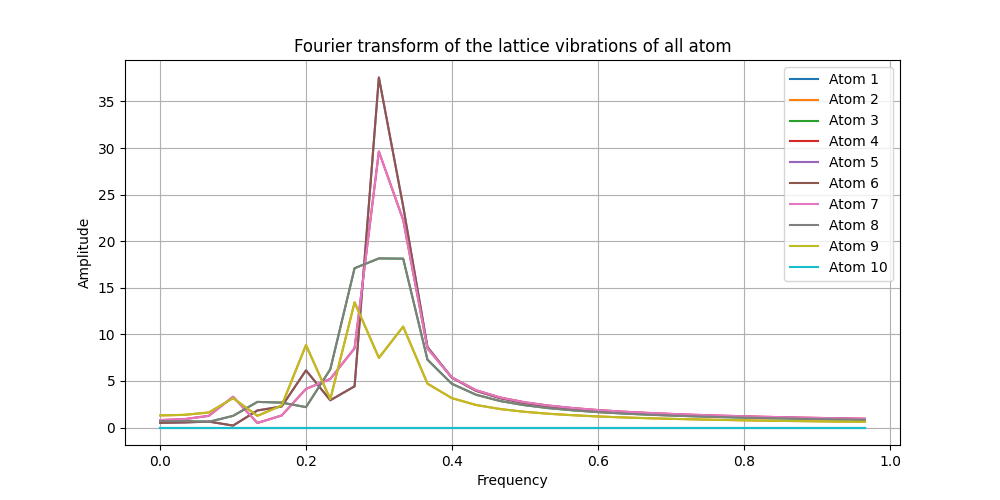 Fourier transform of the lattice vibrations of all atom
Amplitude
35
30
25
20
15
10
5
0
0.0
0.2
0.4
0.6
0.8
1.0
Frequency
Atom 1
Atom 2
Atom 3
Atom 4
Atom 5
Atom 6
Atom 7
Atom 8
Atom 9
Atom 10